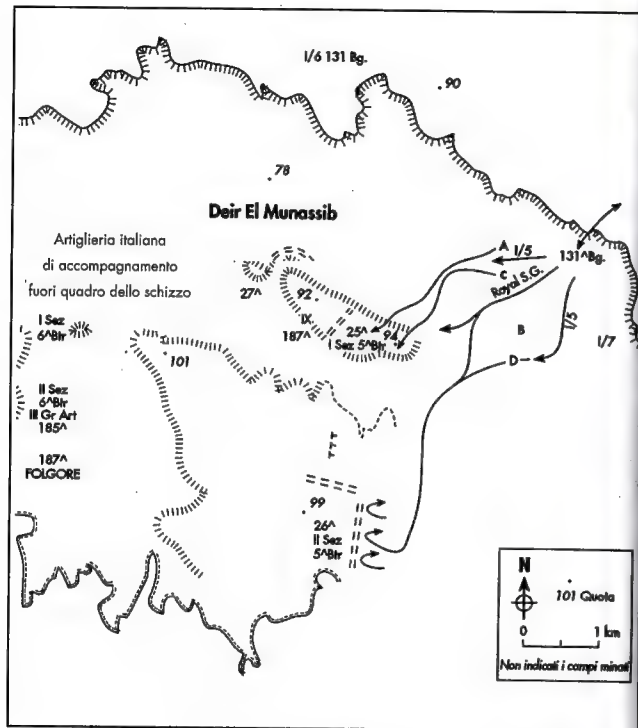 I/6 131 Bg.
90
78
Deir El Munassib
Artiglieria italiana
di accompagnamento
fuori quadro dello schizzo
A
I/5
131^Bg.
C
Royal S.G.
27^
92
IX
187^
25^
94
I Sez 5^Btr
B
I/5
I/7
D
I Sez
6^Btr
101
II Sez
6^Btr
III Gr Art
185^
187^
FOLGORE
99
26^
II Sez
5^Btr
N
101 Quota
0 1 km
Non indicati i campi minati